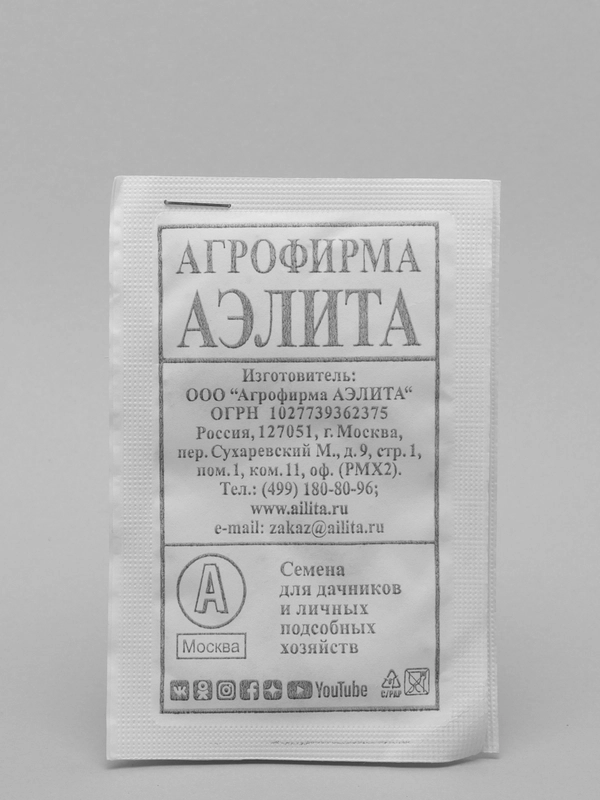 АГРОФИРМА
АЭЛИТА
Изготовитель:
ООО “Агрофирма АЭЛИТА“
ОГРН 1027739362375
Россия, 127051, г. Москва,
пер. Сухаревский М., д. 9, стр. 1,
пом. 1, ком. 11, оф. (РМХ2).
Тел.: (499) 180-80-96;
www.ailita.ru
e-mail: zakaz@ailita.ru
А
Москва
Семена
для дачников
и личных
подсобных
хозяйств
YouTube
C/PAP